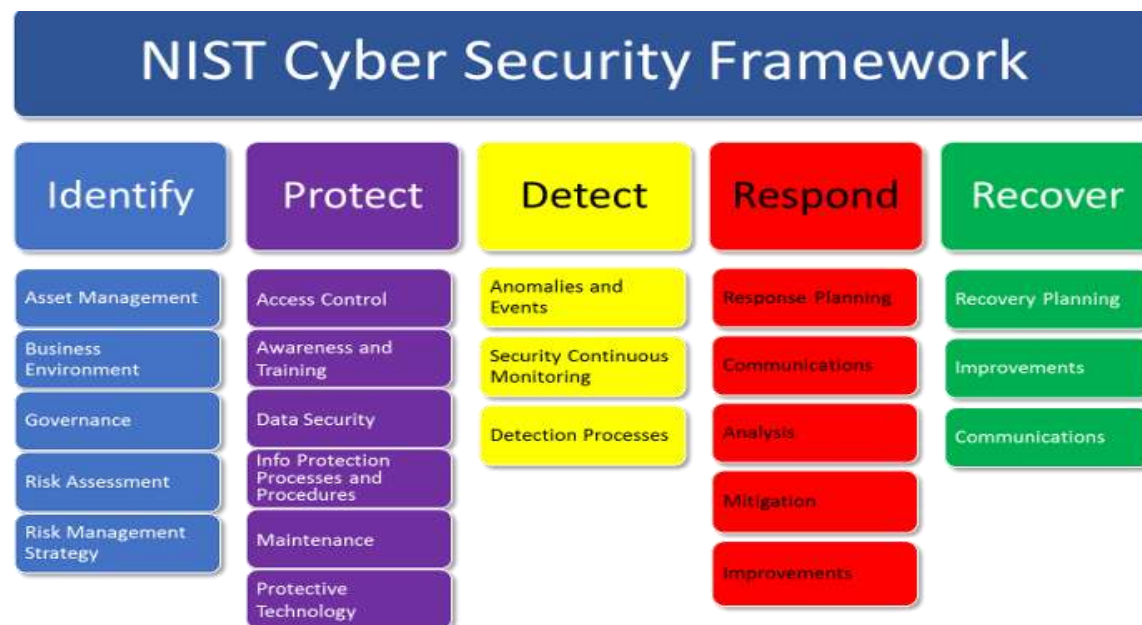 NIST Cyber Security Framework
Identify
Protect
Detect
Respond
Recover
Asset Management
Business
Environment
Governance
Risk Assessment
Risk Management
Strategy
Access Control
Awareness and
Training
Data Security
Info Protection
Processes and
Procedures
Maintenance
Protective
Technology
Anomalies and
Events
Security Continuous
Monitoring
Detection Processes
Response Planning
Communications
Analysis
Mitigation
Improvements
Recovery Planning
Improvements
Communications